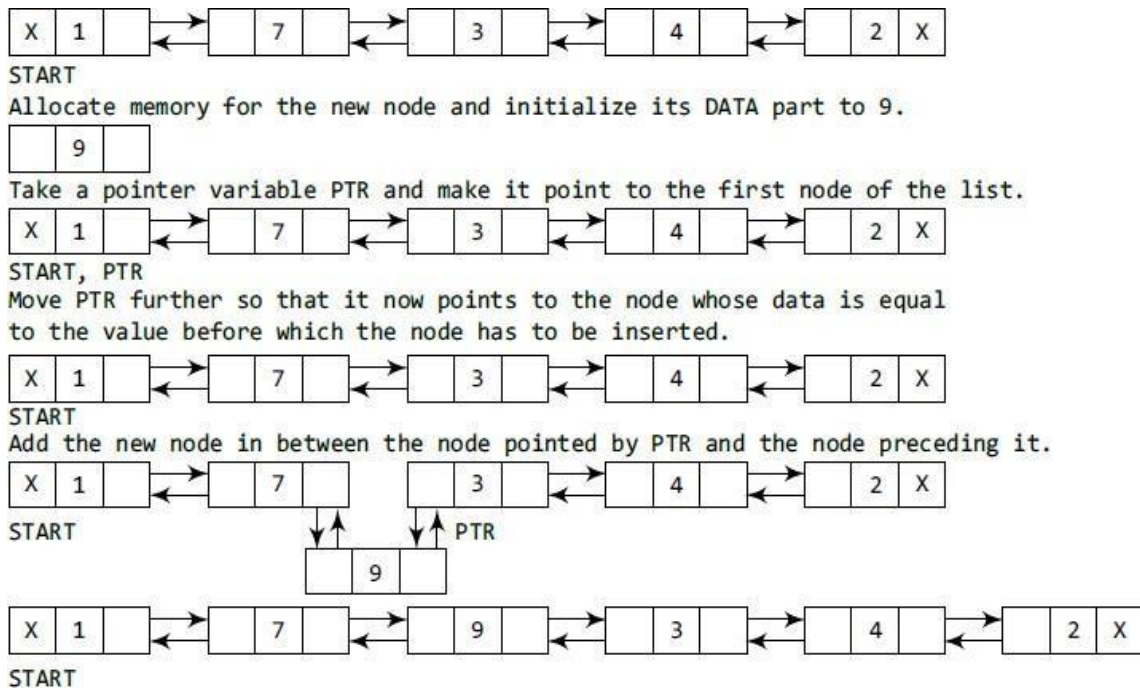 X 1 7 3 4 2 X
START
Allocate memory for the new node and initialize its DATA part to 9.
9
Take a pointer variable PTR and make it point to the first node of the list.
X 1 7 3 4 2 X
START, PTR
Move PTR further so that it now points to the node whose data is equal
to the value before which the node has to be inserted.
X 1 7 3 4 2 X
START
Add the new node in between the node pointed by PTR and the node preceding it.
X 1 7 3 4 2 X
START PTR
9
X 1 7 9 3 4 2 X
START